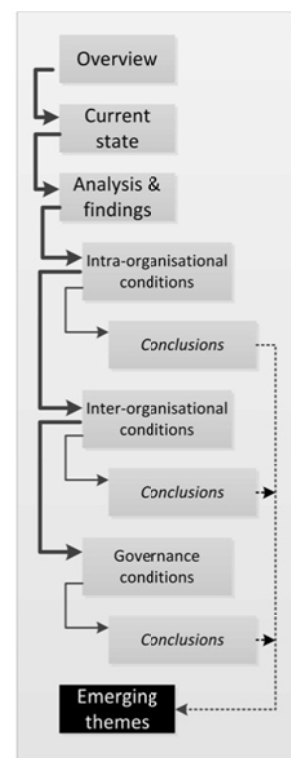 Overview
Current
state
Analysis &
findings
Intra-organisational
conditions
Conclusions
Inter-organisational
conditions
Conclusions
Governance
conditions
Conclusions
Emerging
themes